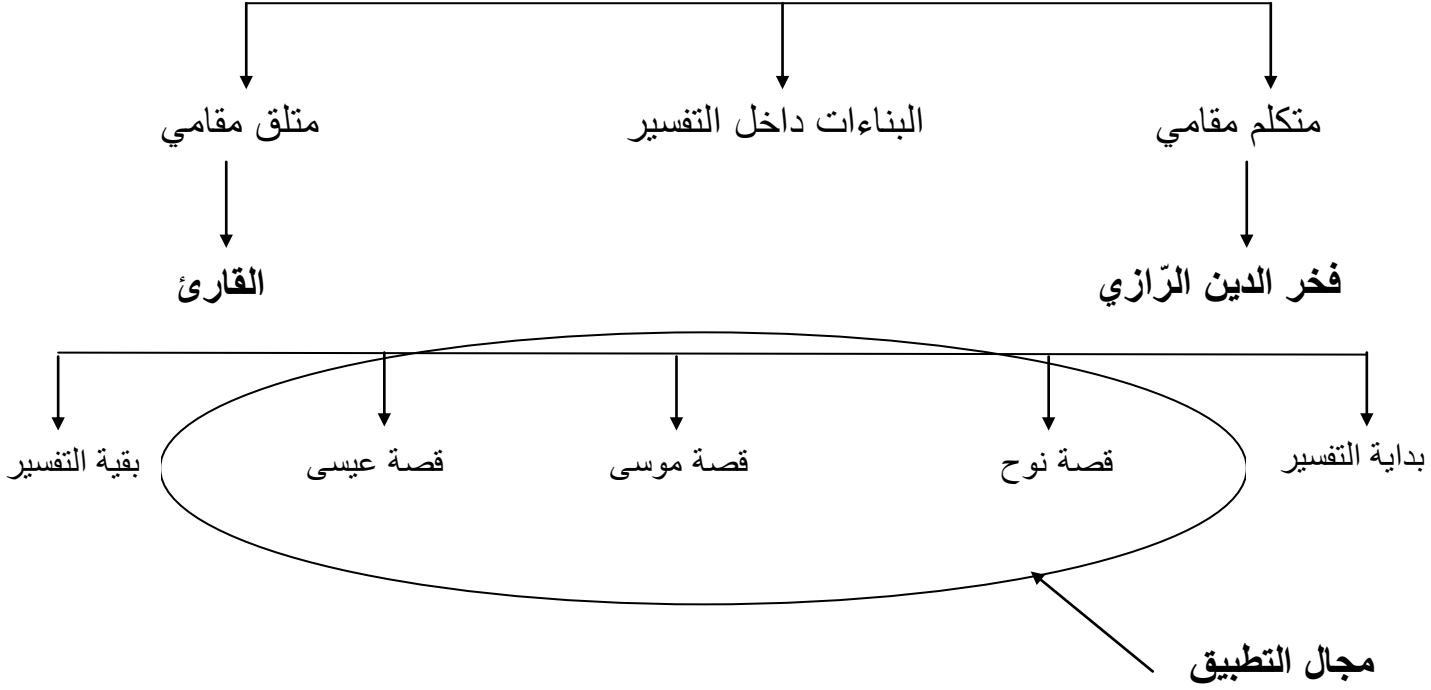 متكلم مقامي
البناءات داخل التفسير
متلق مقامي
فخر الدين الرّازي
القارئ
بداية التفسير
قصة نوح
قصة موسى
قصة عيسى
بقية التفسير
مجال التطبيق